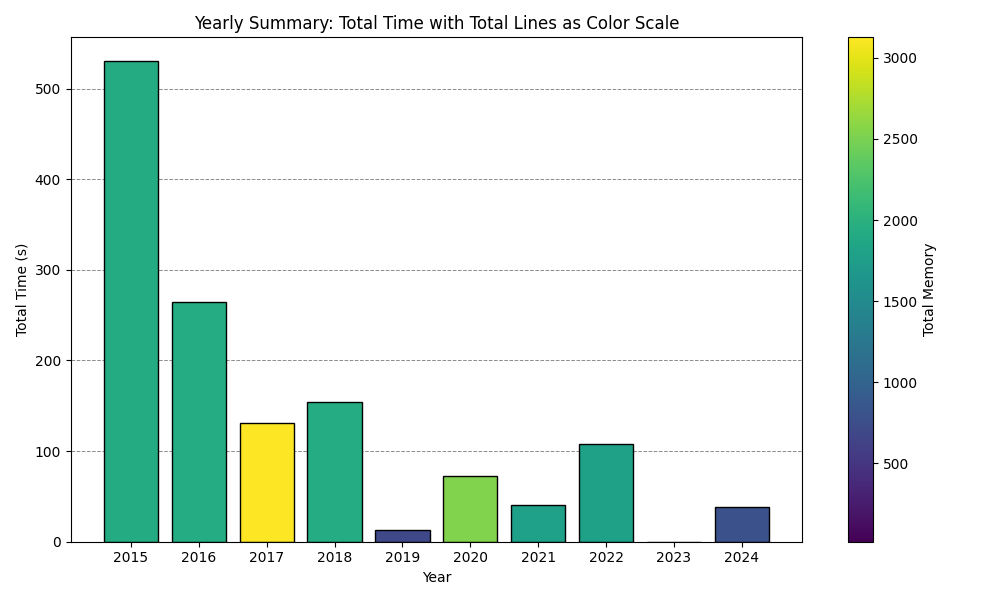 Yearly Summary: Total Time with Total Lines as Color Scale
Total Time (s)
500
400
300
200
100
0
2015 2016 2017 2018 2019 2020 2021 2022 2023 2024
Year
3000
2500
2000
1500
1000
500
Total Memory